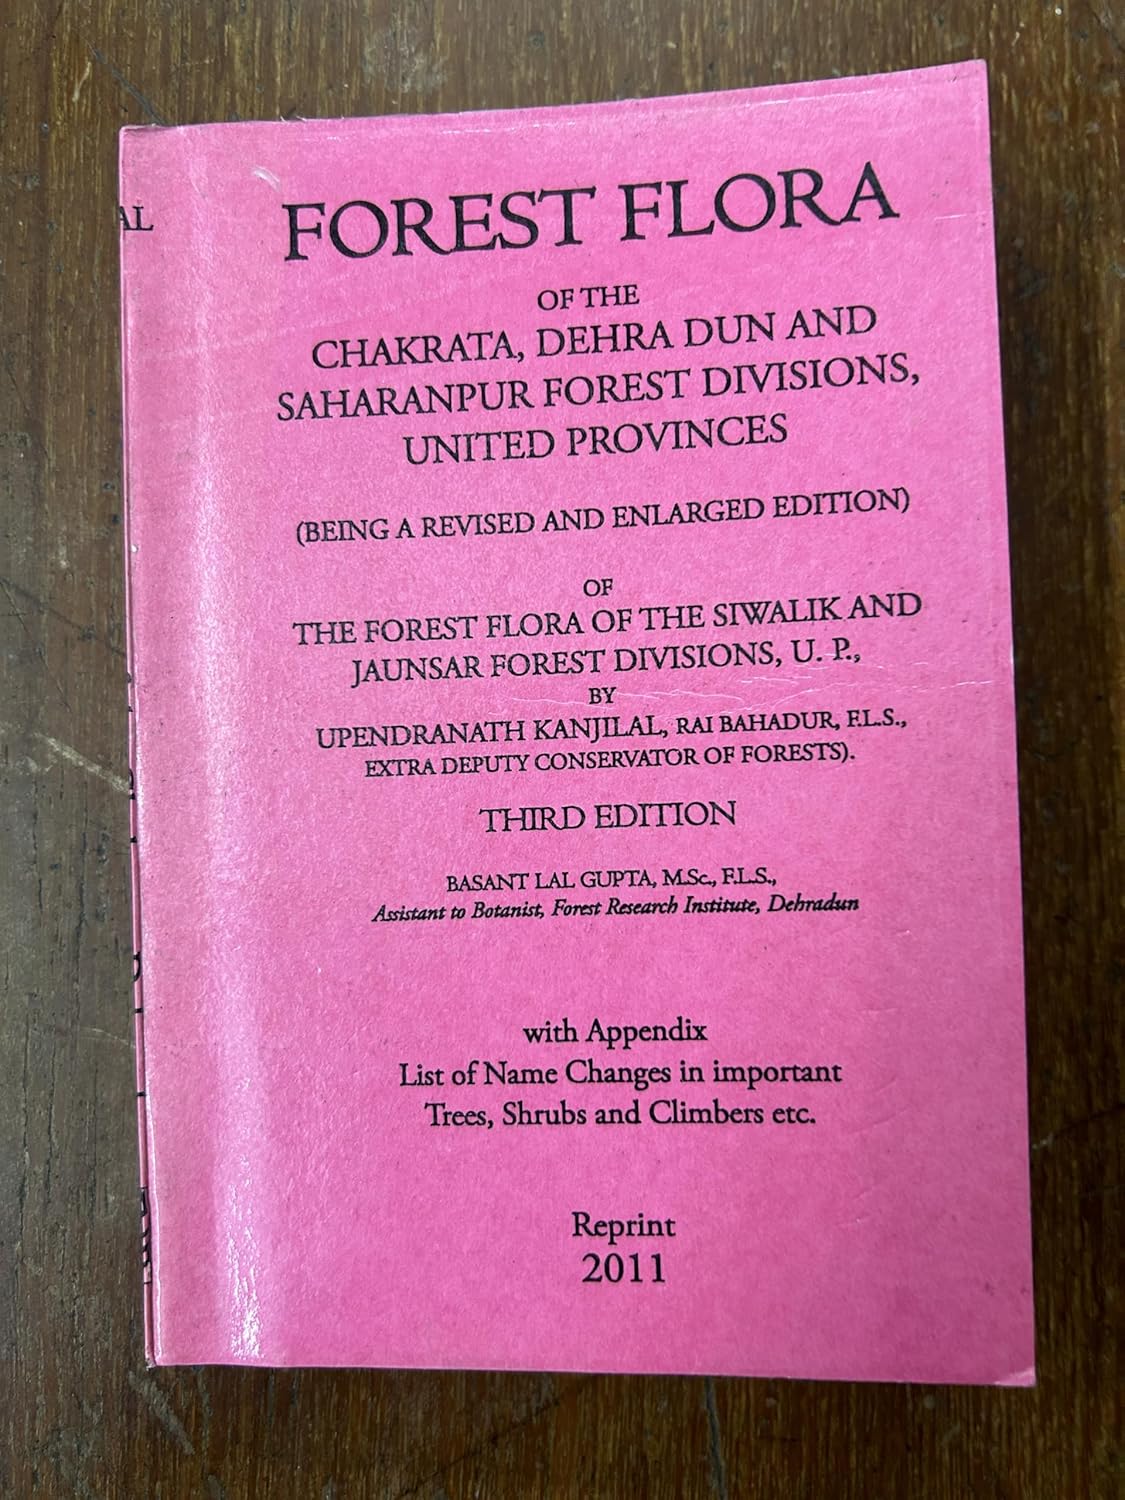 AL
FOREST FLORA
OF THE
CHAKRATA, DEHRA DUN AND
SAHARANPUR FOREST DIVISIONS,
UNITED PROVINCES
(BEING A REVISED AND ENLARGED EDITION)
OF
THE FOREST FLORA OF THE SIWALIK AND
JAUNSAR FOREST DIVISIONS, U. P.,
BY
UPENDRANATH KANJILAL, RAI BAHADUR, F.L.S.,
EXTRA DEPUTY CONSERVATOR OF FORESTS).
THIRD EDITION
BASANT LAL GUPTA, M.Sc., F.L.S.,
Assistant to Botanist, Forest Research Institute, Dehradun
with Appendix
List of Name Changes in important
Trees, Shrubs and Climbers etc.
Reprint
2011